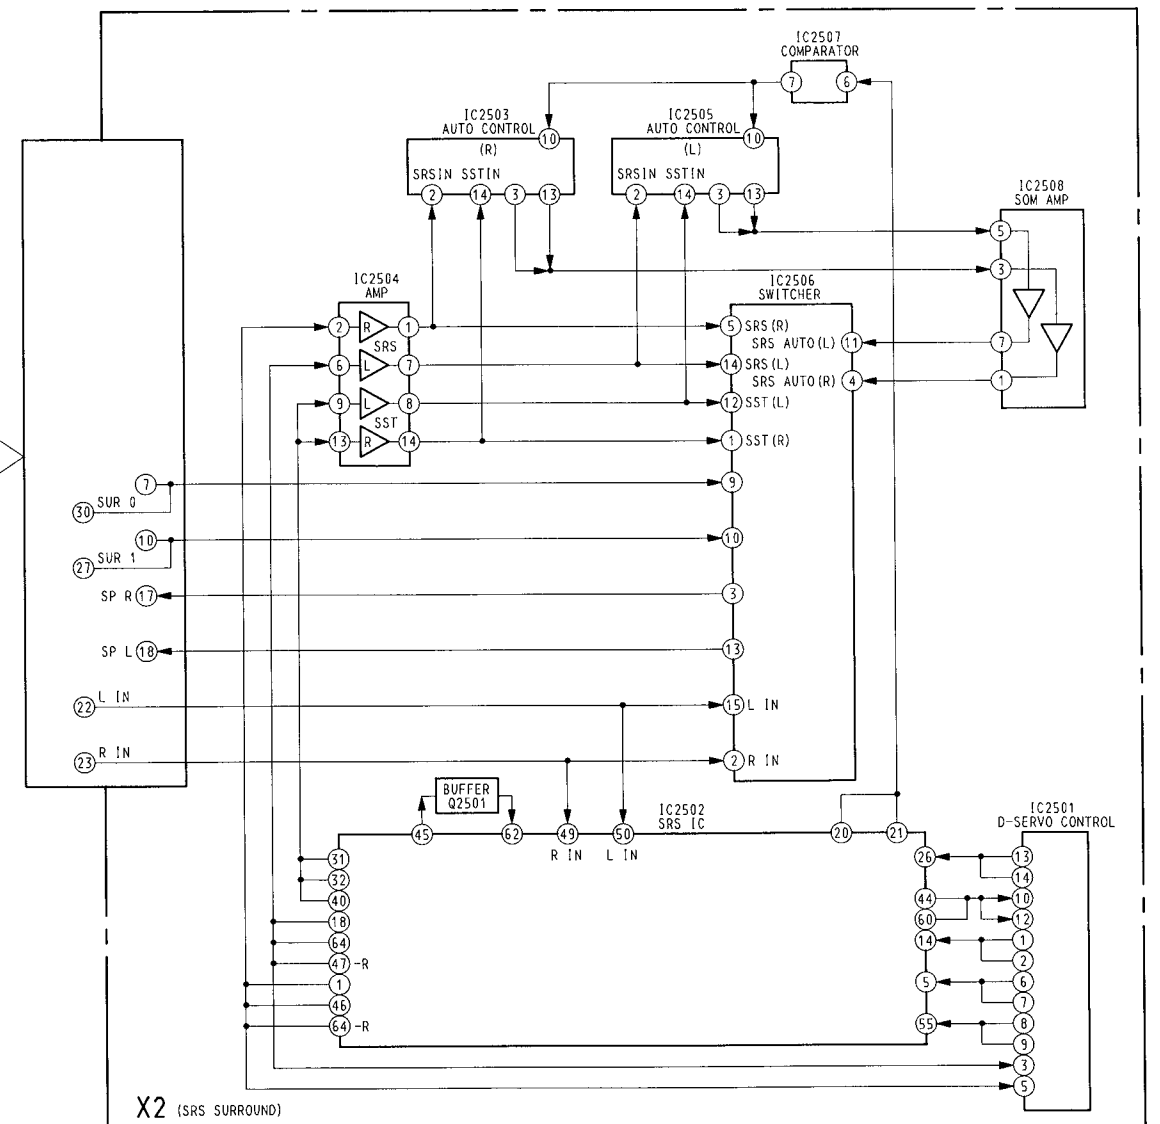 IC2507
COMPARATOR
7 6
IC2503
AUTO CONTROL
10
(R)
SRSIN SSTIN
2 14 3 13
IC2505
AUTO CONTROL
10
(L)
SRSIN SSTIN
2 14 3 13
IC2508
SOM AMP
5
3
7
1
IC2504
AMP
2 R 1
SRS
6 L 7
9 L 8
SST
13 R 14
IC2506
SWITCHER
5 SRS(R)
SRS AUTO(L) 11
14 SRS(L)
SRS AUTO(R) 4
12 SST(L)
1 SST(R)
9
10
3
13
15 L IN
2 R IN
7
30 SUR 0
10
27 SUR 1
SP R 17
SP L 18
22 L IN
23 R IN
BUFFER
Q2501
IC2502
SRS IC
45 62 49 50 20 21
R IN L IN
31
32
40
18
64
47 -R
1
46
64 -R
26
44
60
14
5
55
IC2501
D-SERVO CONTROL
13
14
10
12
1
2
6
7
8
9
3
5
X2 (SRS SURROUND)